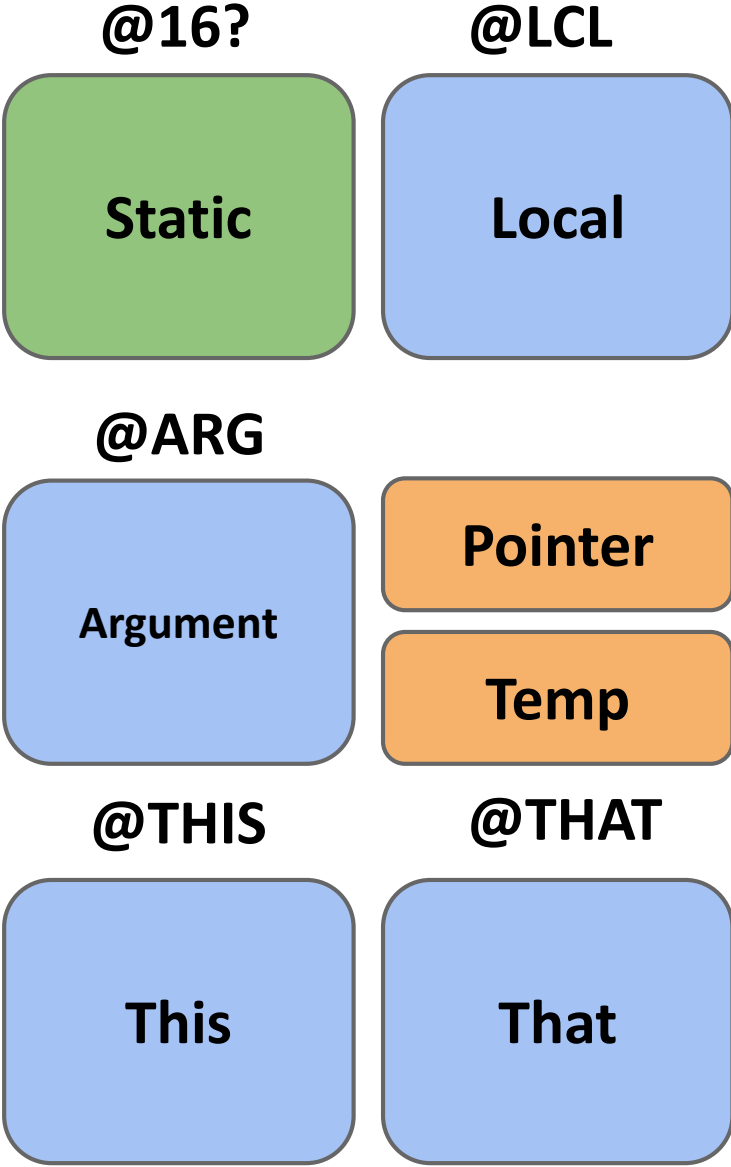 @16?
@LCL
Static
Local
@ARG
Argument
Pointer
Temp
@THIS
@THAT
This
That